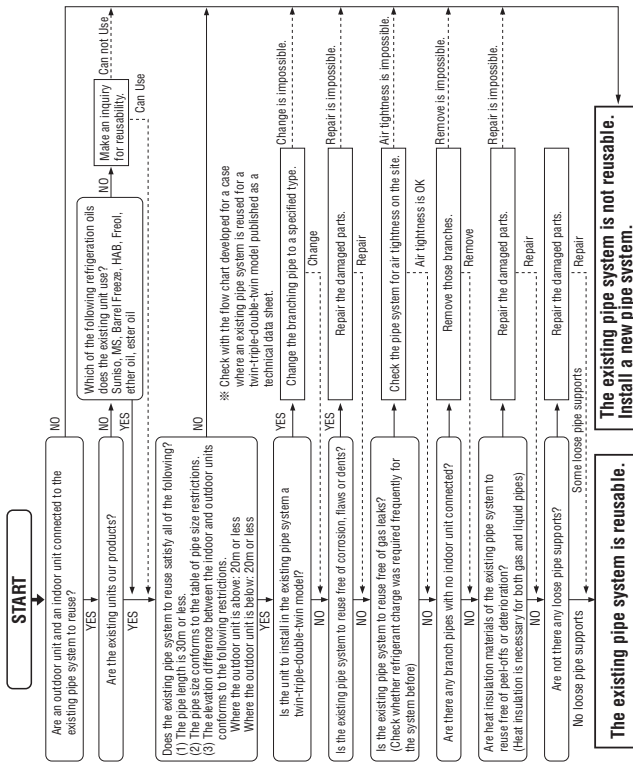 START
Are an outdoor unit and an indoor unit connected to the
existing pipe system to reuse?
NO
YES
Are the existing units our products?
NO
YES
Which of the following refrigeration oils
does the existing unit use?
Suniso, MS, Barrel Freeze, HAB, Freol,
ether oil, ester oil
NO
YES
Make an inquiry
for reusability.
Can not Use
Can Use
Does the existing pipe system to reuse satisfy all of the following?
(1) The pipe length is 30m or less.
(2) The pipe size conforms to the table of pipe size restrictions.
(3) The elevation difference between the indoor and outdoor units
conforms to the following restrictions.
Where the outdoor unit is above: 20m or less
Where the outdoor unit is below: 20m or less
NO
YES
※ Check with the flow chart developed for a case
where an existing pipe system is reused for a
twin-triple-double-twin model published as a
technical data sheet.
Is the unit to install in the existing pipe system a
twin-triple-double-twin model?
YES
NO
Change the branching pipe to a specified type.
Change is impossible.
Change
Is the existing pipe system to reuse free of corrosion, flaws or dents?
YES
NO
Repair the damaged parts.
Repair is impossible.
Repair
Is the existing pipe system to reuse free of gas leaks?
(Check whether refrigerant charge was required frequently for
the system before)
NO
Check the pipe system for air tightness on the site.
Air tightness is impossible.
Air tightness is OK
Are there any branch pipes with no indoor unit connected?
NO
Remove those branches.
Remove is impossible.
Remove
Are heat insulation materials of the existing pipe system to
reuse free of peel-offs or deterioration?
(Heat insulation is necessary for both gas and liquid pipes)
NO
Repair the damaged parts.
Repair is impossible.
Repair
Are not there any loose pipe supports?
Repair the damaged parts.
Repair
No loose pipe supports
Some loose pipe supports
The existing pipe system is reusable.
The existing pipe system is not reusable.
Install a new pipe system.